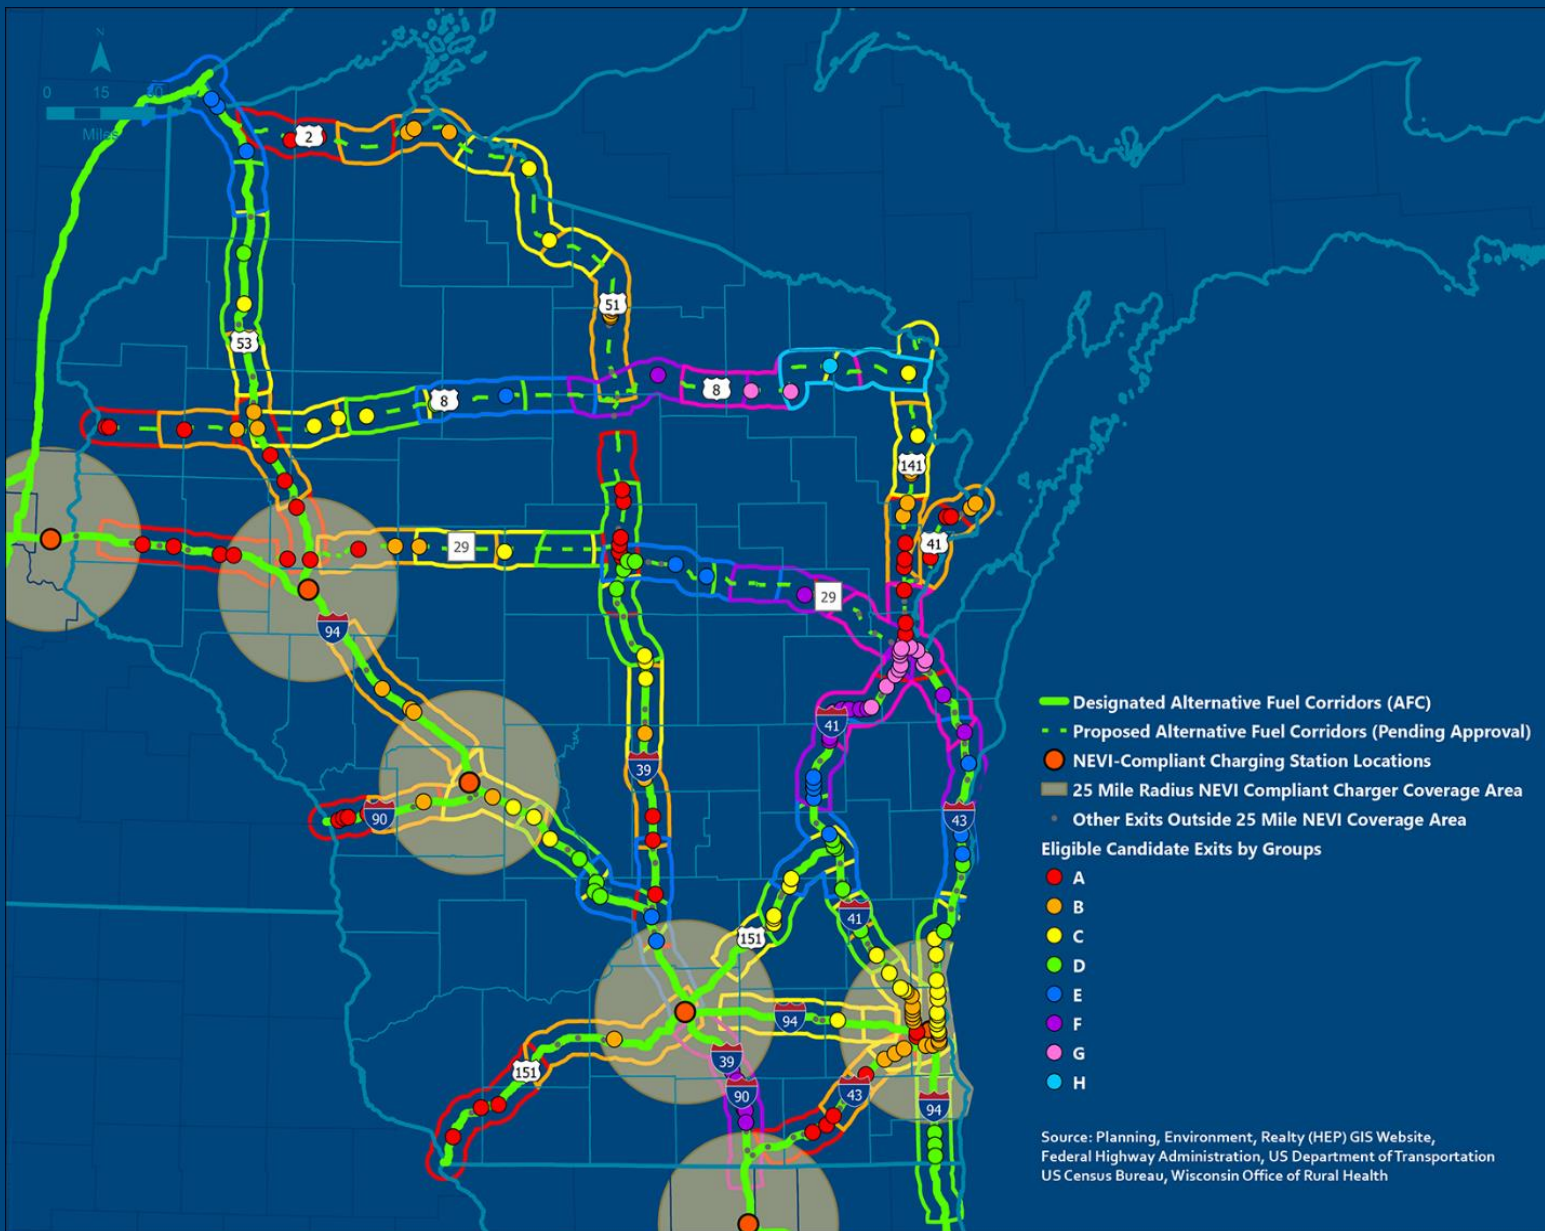 N
0 15 30
Miles
2
51
53
8
8
141
29
41
29
94
41
39
90
43
41
151
94
39
151
90
43
94
Designated Alternative Fuel Corridors (AFC)
Proposed Alternative Fuel Corridors (Pending Approval)
NEVI-Compliant Charging Station Locations
25 Mile Radius NEVI Compliant Charger Coverage Area
Other Exits Outside 25 Mile NEVI Coverage Area
Eligible Candidate Exits by Groups
A
B
C
D
E
F
G
H
Source: Planning, Environment, Realty (HEP) GIS Website,
Federal Highway Administration, US Department of Transportation
US Census Bureau, Wisconsin Office of Rural Health